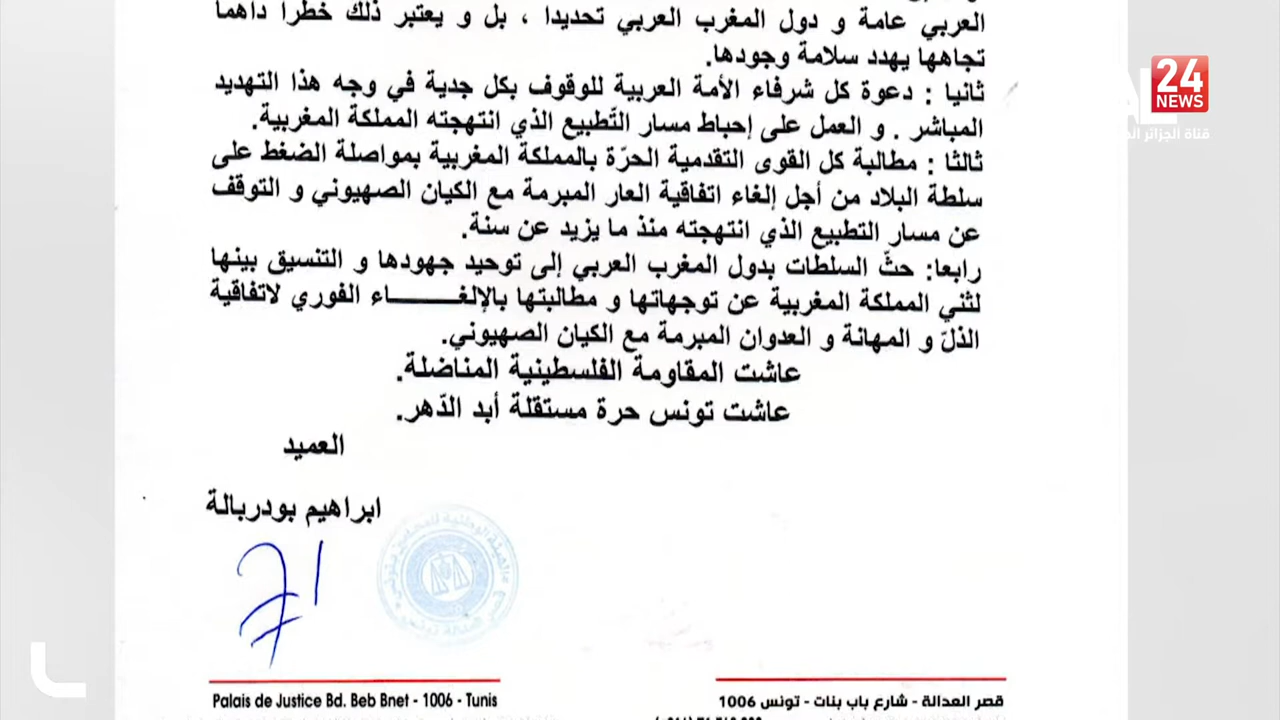 العربي عامة و دول المغرب العربي تحديدا ، بل و يعتبر ذلك خطرا داهما
تجاهها يهدد سلامة وجودها.
ثانيا : دعوة كل شرفاء الأمة العربية للوقوف بكل جدية في وجه هذا التهديد
المباشر . و العمل على إحباط مسار التّطبيع الذي انتهجته المملكة المغربية.
ثالثا : مطالبة كل القوى التقدمية الحرّة بالمملكة المغربية بمواصلة الضغط على
سلطة البلاد من أجل إلغاء اتفاقية العار المبرمة مع الكيان الصهيوني و التوقف
عن مسار التطبيع الذي انتهجته منذ ما يزيد عن سنة.
رابعا: حثّ السلطات بدول المغرب العربي إلى توحيد جهودها و التنسيق بينها
لثني المملكة المغربية عن توجهاتها و مطالبتها بالإلغـــــــاء الفوري لاتفاقية
الذلّ و المهانة و العدوان المبرمة مع الكيان الصهيوني.
عاشت المقاومة الفلسطينية المناضلة.
عاشت تونس حرة مستقلة أبد الدّهر.
العميد
ابراهيم بودربالة
قصر العدالة - شارع باب بنات - تونس 1006
Palais de Justice Bd. Beb Bnet - 1006 - Tunis
24
NEWS
AL
قناة الجزائر